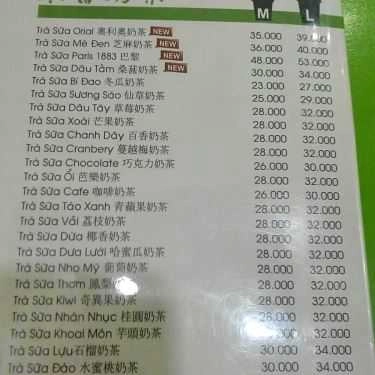 M L
Trà Sữa Orial 奧利奧奶茶 NEW 35.000 39.000
Trà Sữa Mè Đen 芝麻奶茶 NEW 36.000 40.000
Trà Sữa Paris 1883 巴黎 NEW 48.000 53.000
Trà Sữa Dâu Tằm 桑葚奶茶 NEW 30.000 34.000
Trà Sữa Bí Đao 冬瓜奶茶 23.000 27.000
Trà Sữa Sương Sáo 仙草奶茶 25.000 29.000
Trà Sữa Dâu Tây 草莓奶茶 28.000 32.000
Trà Sữa Xoài 芒果奶茶 28.000 32.000
Trà Sữa Chanh Dây 百香奶茶 28.000 32.000
Trà Sữa Cranberry 蔓越梅奶茶 28.000 32.000
Trà Sữa Chocolate 巧克力奶茶 26.000 30.000
Trà Sữa Ổi 芭樂奶茶 28.000 32.000
Trà Sữa Cafe 咖啡奶茶 26.000 30.000
Trà Sữa Táo Xanh 青蘋果奶茶 28.000 32.000
Trà Sữa Vải 荔枝奶茶 28.000 32.000
Trà Sữa Dừa 椰香奶茶 28.000 32.000
Trà Sữa Dưa Lưới 哈蜜瓜奶茶 28.000 32.000
Trà Sữa Nho Mỹ 葡萄奶茶 28.000 32.000
Trà Sữa Thơm 鳳梨奶茶 28.000 32.000
Trà Sữa Kiwi 奇異果奶茶 28.000 32.000
Trà Sữa Nhãn Nhục 桂圓奶茶 28.000 32.000
Trà Sữa Khoai Môn 芋頭奶茶 28.000 32.000
Trà Sữa Lựu 石榴奶茶 30.000 34.000
Trà Sữa Đào 水蜜桃奶茶 30.000 34.000